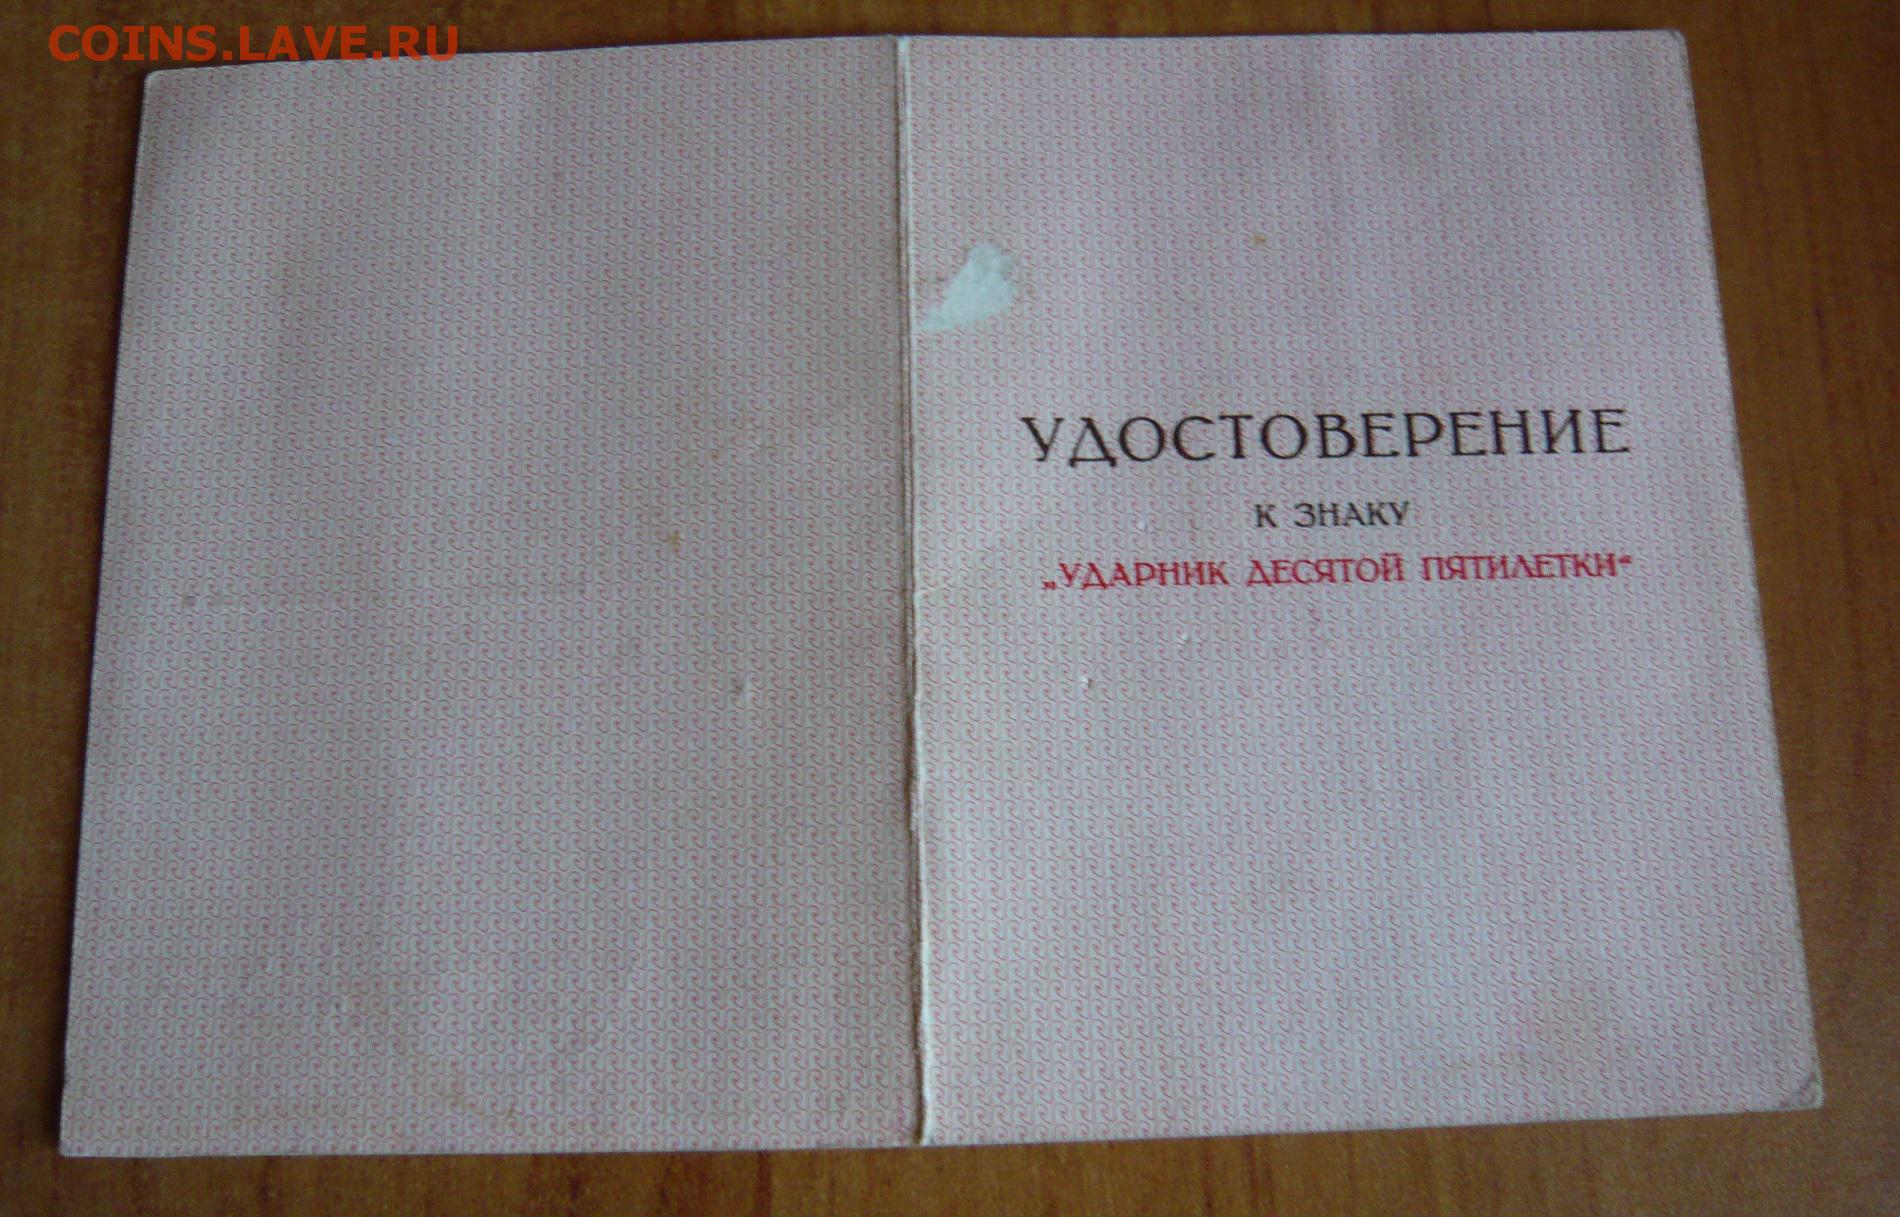 COINS.LAVE.RU
УДОСТОВЕРЕНИЕ
К ЗНАКУ
„УДАРНИК ДЕСЯТОЙ ПЯТИЛЕТКИ“